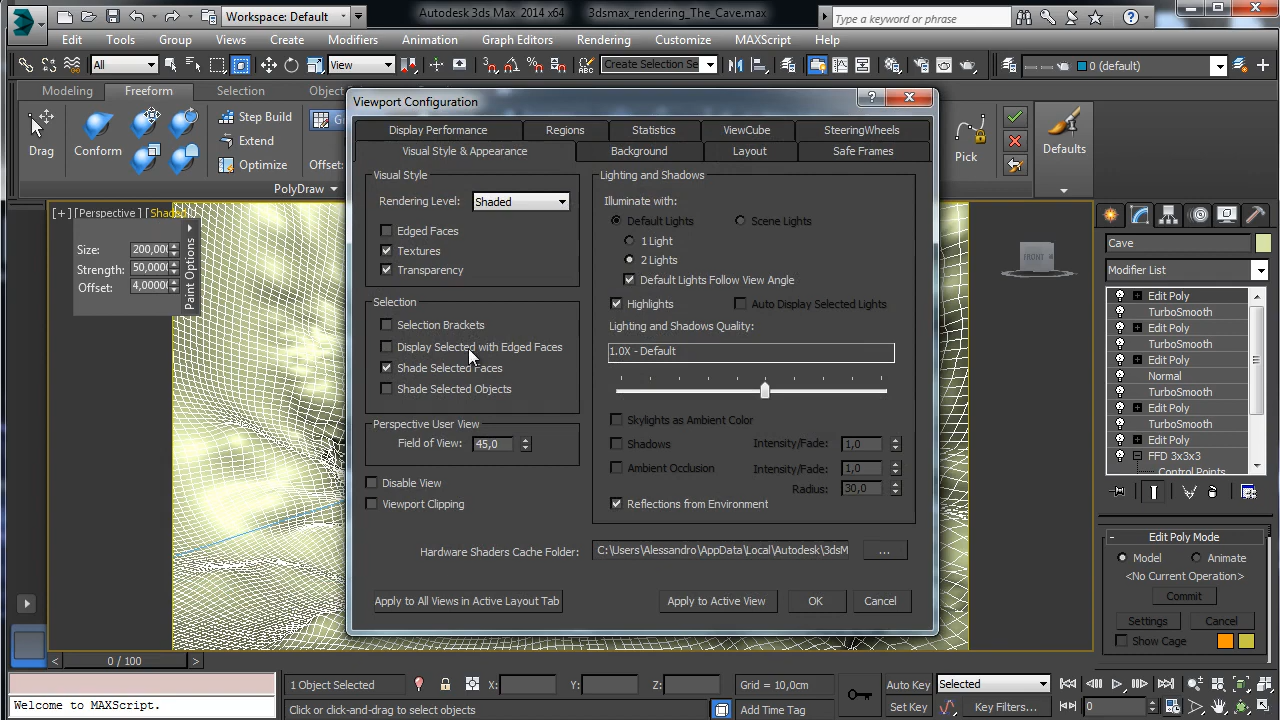 Workspace: Default
Autodesk 3ds Max 2014 x64 3dsmax_rendering_The_Cave.max
Type a keyword or phrase
Edit Tools Group Views Create Modifiers Animation Graph Editors Rendering Customize MAXScript Help
All
View
Create Selection Se
0 (default)
Modeling Freeform Selection
Drag
Conform
Step Build
Extend
Optimize
Offset:
Pick
Defaults
PolyDraw
Viewport Configuration
Display Performance Regions Statistics ViewCube SteeringWheels
Visual Style & Appearance Background Layout Safe Frames
Visual Style
Rendering Level: Shaded
Edged Faces
Textures
Transparency
Selection
Selection Brackets
Display Selected with Edged Faces
Shade Selected Faces
Shade Selected Objects
Perspective User View
Field of View: 45,0
Disable View
Viewport Clipping
Lighting and Shadows
Illuminate with:
Default Lights Scene Lights
1 Light
2 Lights
Default Lights Follow View Angle
Highlights Auto Display Selected Lights
Lighting and Shadows Quality:
1.0X - Default
Skylights as Ambient Color
Shadows Intensity/Fade: 1,0
Ambient Occlusion Intensity/Fade: 1,0
Radius: 30,0
Reflections from Environment
Hardware Shaders Cache Folder: C:\Users\Alessandro\AppData\Local\Autodesk\3dsM ...
Apply to All Views in Active Layout Tab Apply to Active View OK Cancel
[+] [Perspective] [Shad
Size: 200,000
Strength: 50,0000
Offset: 4,00000
Paint Options
FRONT
Cave
Modifier List
Edit Poly
TurboSmooth
Edit Poly
TurboSmooth
Edit Poly
Normal
TurboSmooth
Edit Poly
TurboSmooth
Edit Poly
FFD 3x3x3
Control Points
- Edit Poly Mode
Model Animate
<No Current Operation>
Commit
Settings Cancel
Show Cage
0 / 100
1 Object Selected
X: Y: Z:
Grid = 10,0cm
Auto Key Selected
Welcome to MAXScript.
Click or click-and-drag to select objects
Add Time Tag
Set Key Key Filters... 0